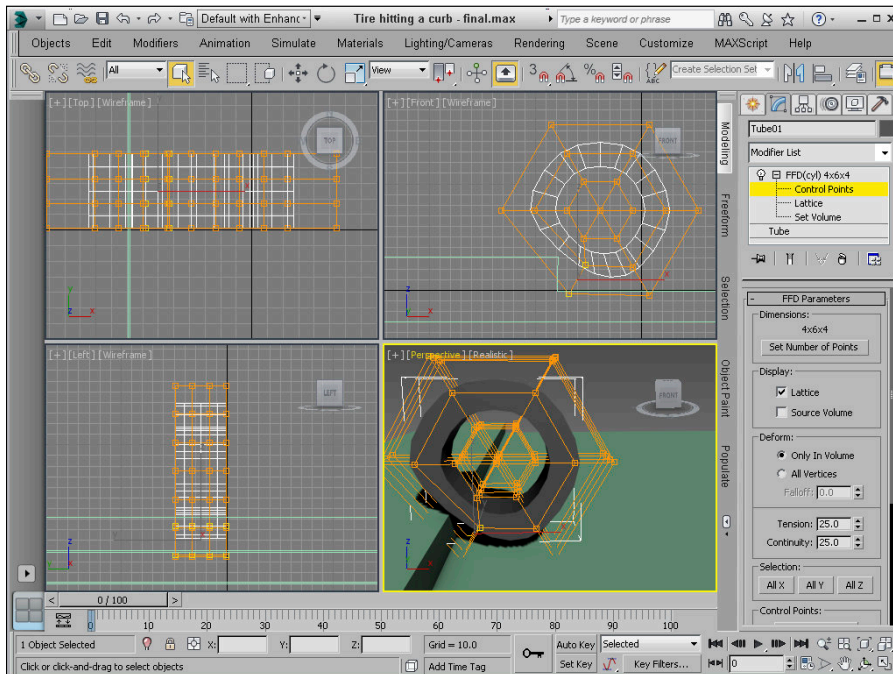 Default with Enhanc
Tire hitting a curb - final.max
Type a keyword or phrase
Objects Edit Modifiers Animation Simulate Materials Lighting/Cameras Rendering Scene Customize MAXScript Help
All
View
3
%
ABC
Create Selection Set
[+] [Top] [Wireframe]
TOP
x
y
z x
[+] [Front] [Wireframe]
FRONT
x
z
x
[+] [Left] [Wireframe]
LEFT
x
z
[+] [Perspective] [Realistic]
FRONT
x
z
x
Modeling
Freeform
Selection
Object Paint
Populate
Tube01
Modifier List
FFD(cyl) 4x6x4
Control Points
Lattice
Set Volume
Tube
- FFD Parameters
Dimensions:
4x6x4
Set Number of Points
Display:
Lattice
Source Volume
Deform:
Only In Volume
All Vertices
Falloff: 0.0
Tension: 25.0
Continuity: 25.0
Selection:
All X All Y All Z
Control Points:
< 0 / 100 >
0 10 20 30 40 50 60 70 80 90 100
1 Object Selected
X: Y: Z:
Grid = 10.0
Auto Key Selected
Click or click-and-drag to select objects
Add Time Tag
Set Key Key Filters...
0